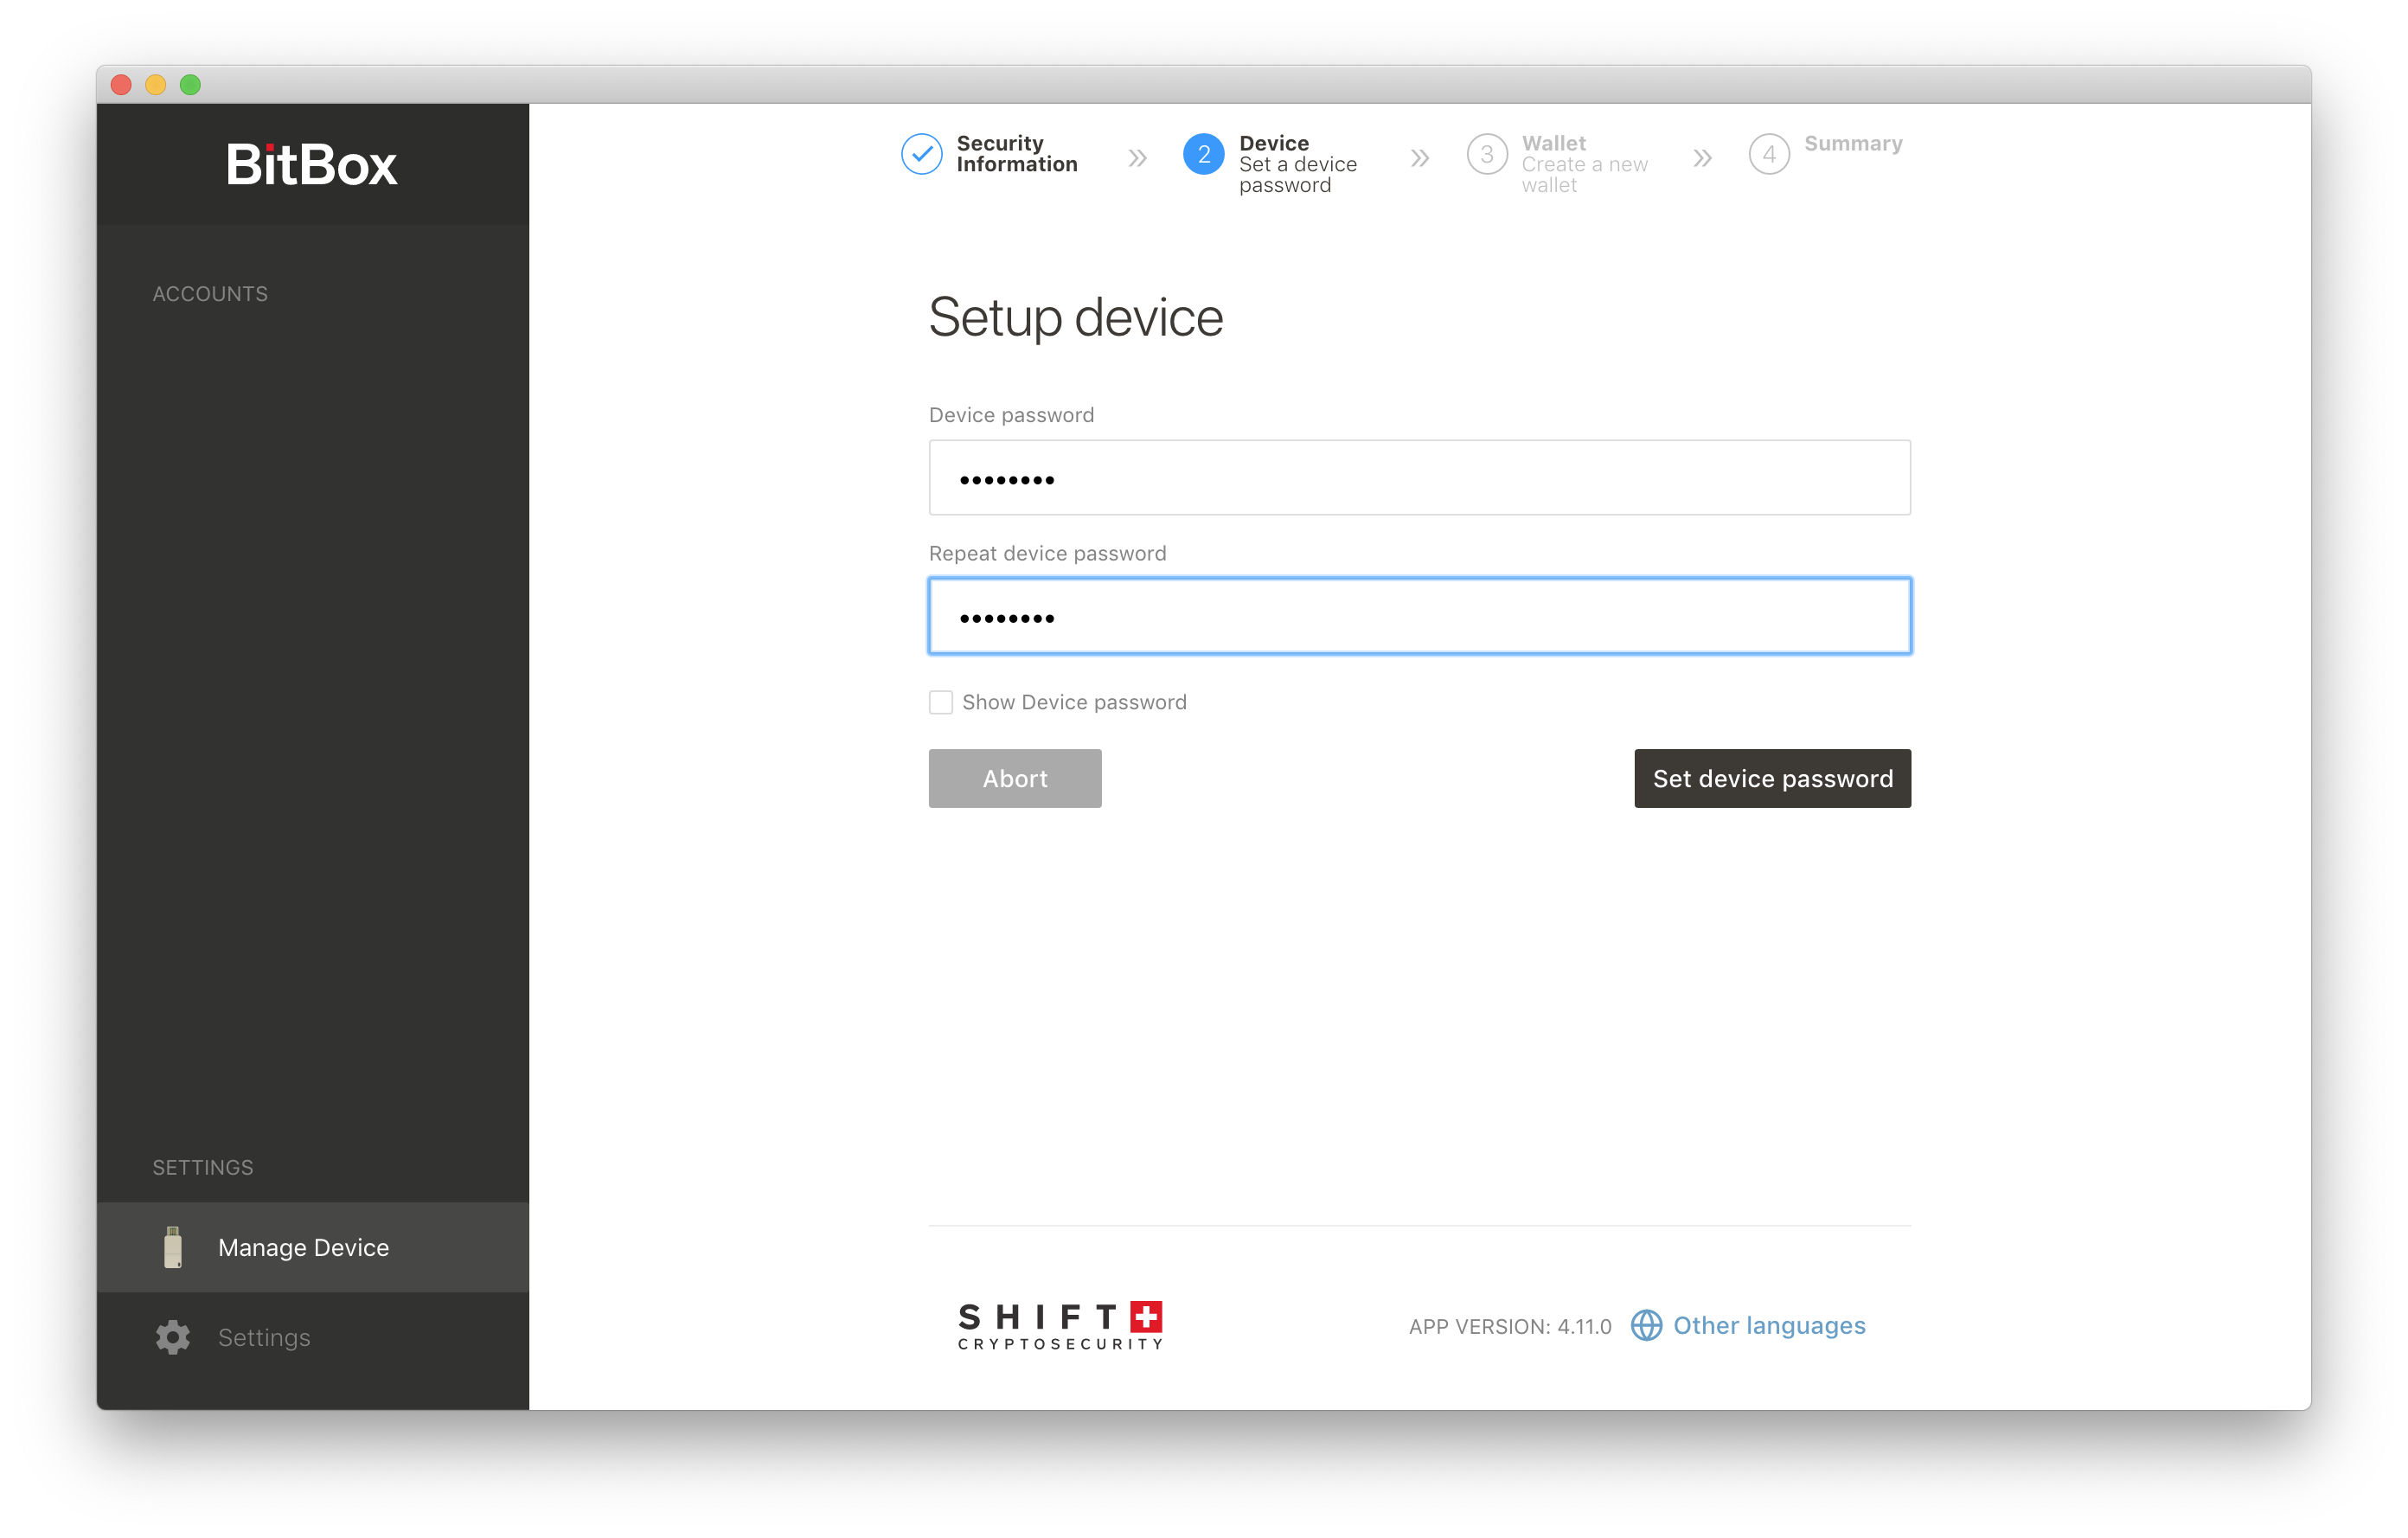 BitBox
ACCOUNTS
SETTINGS
Manage Device
Settings
Security
Information
2
Device
Set a device
password
3
Wallet
Create a new
wallet
4
Summary
Setup device
Device password
••••••••
Repeat device password
••••••••
Show Device password
Abort
Set device password
SHIFT
CRYPTOSECURITY
APP VERSION: 4.11.0
Other languages